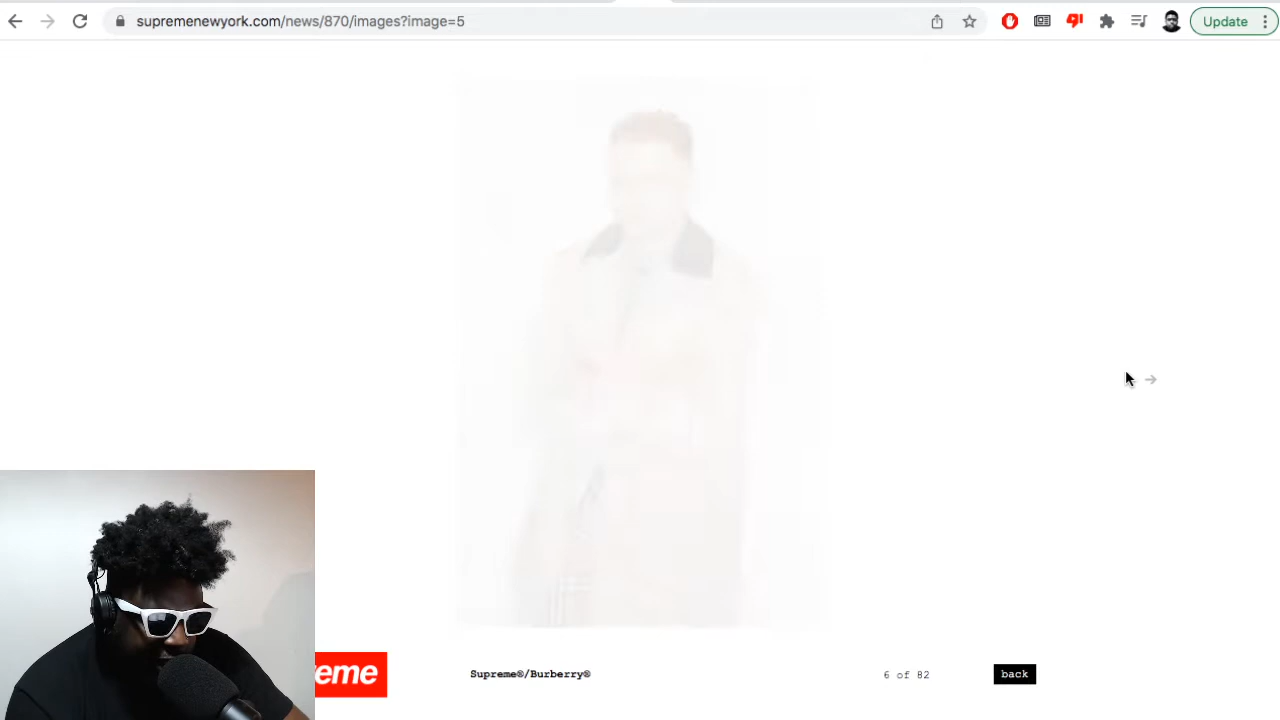 supremenewyork.com/news/870/images?image=5
Update
eme
Supreme®/Burberry®
6 of 82
back